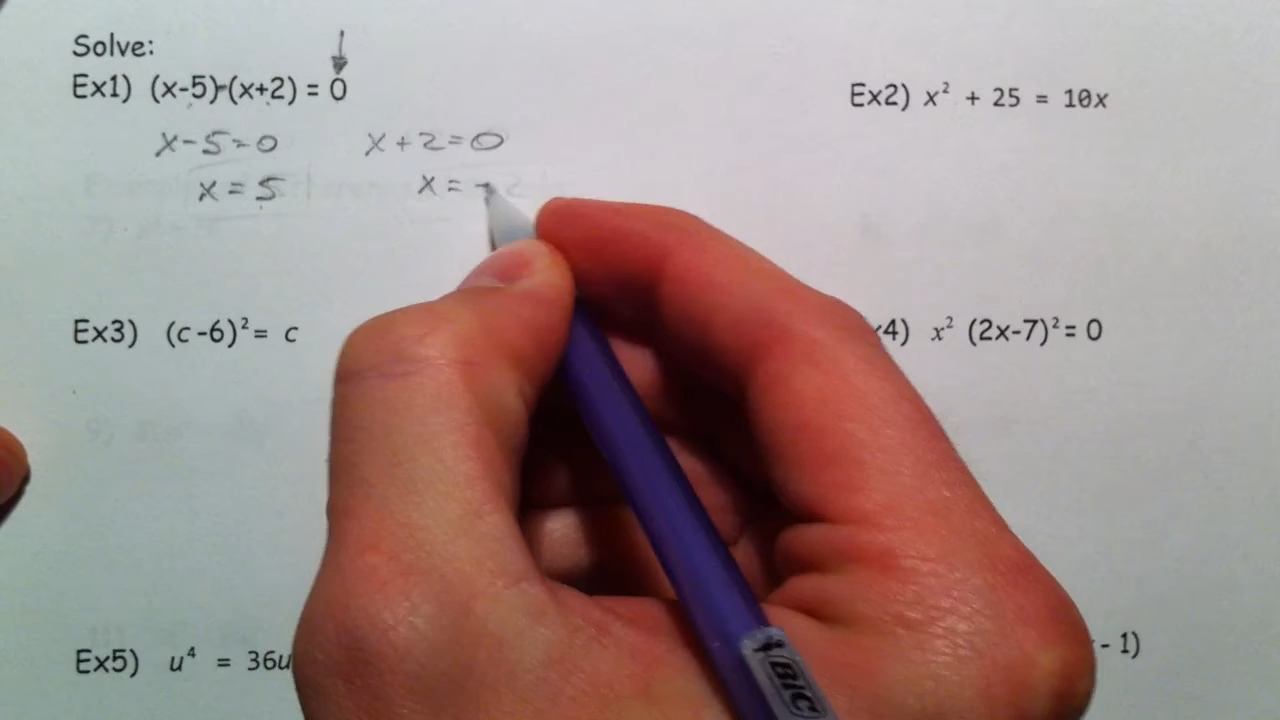 Solve:
Ex1) (x-5)·(x+2) = 0
Ex2) x² + 25 = 10x
x-5=0 x+2=0
x = 5 x = -
Ex3) (c-6)²= c
4) x² (2x-7)²= 0
Ex5) u⁴ = 36u
- 1)
BIC